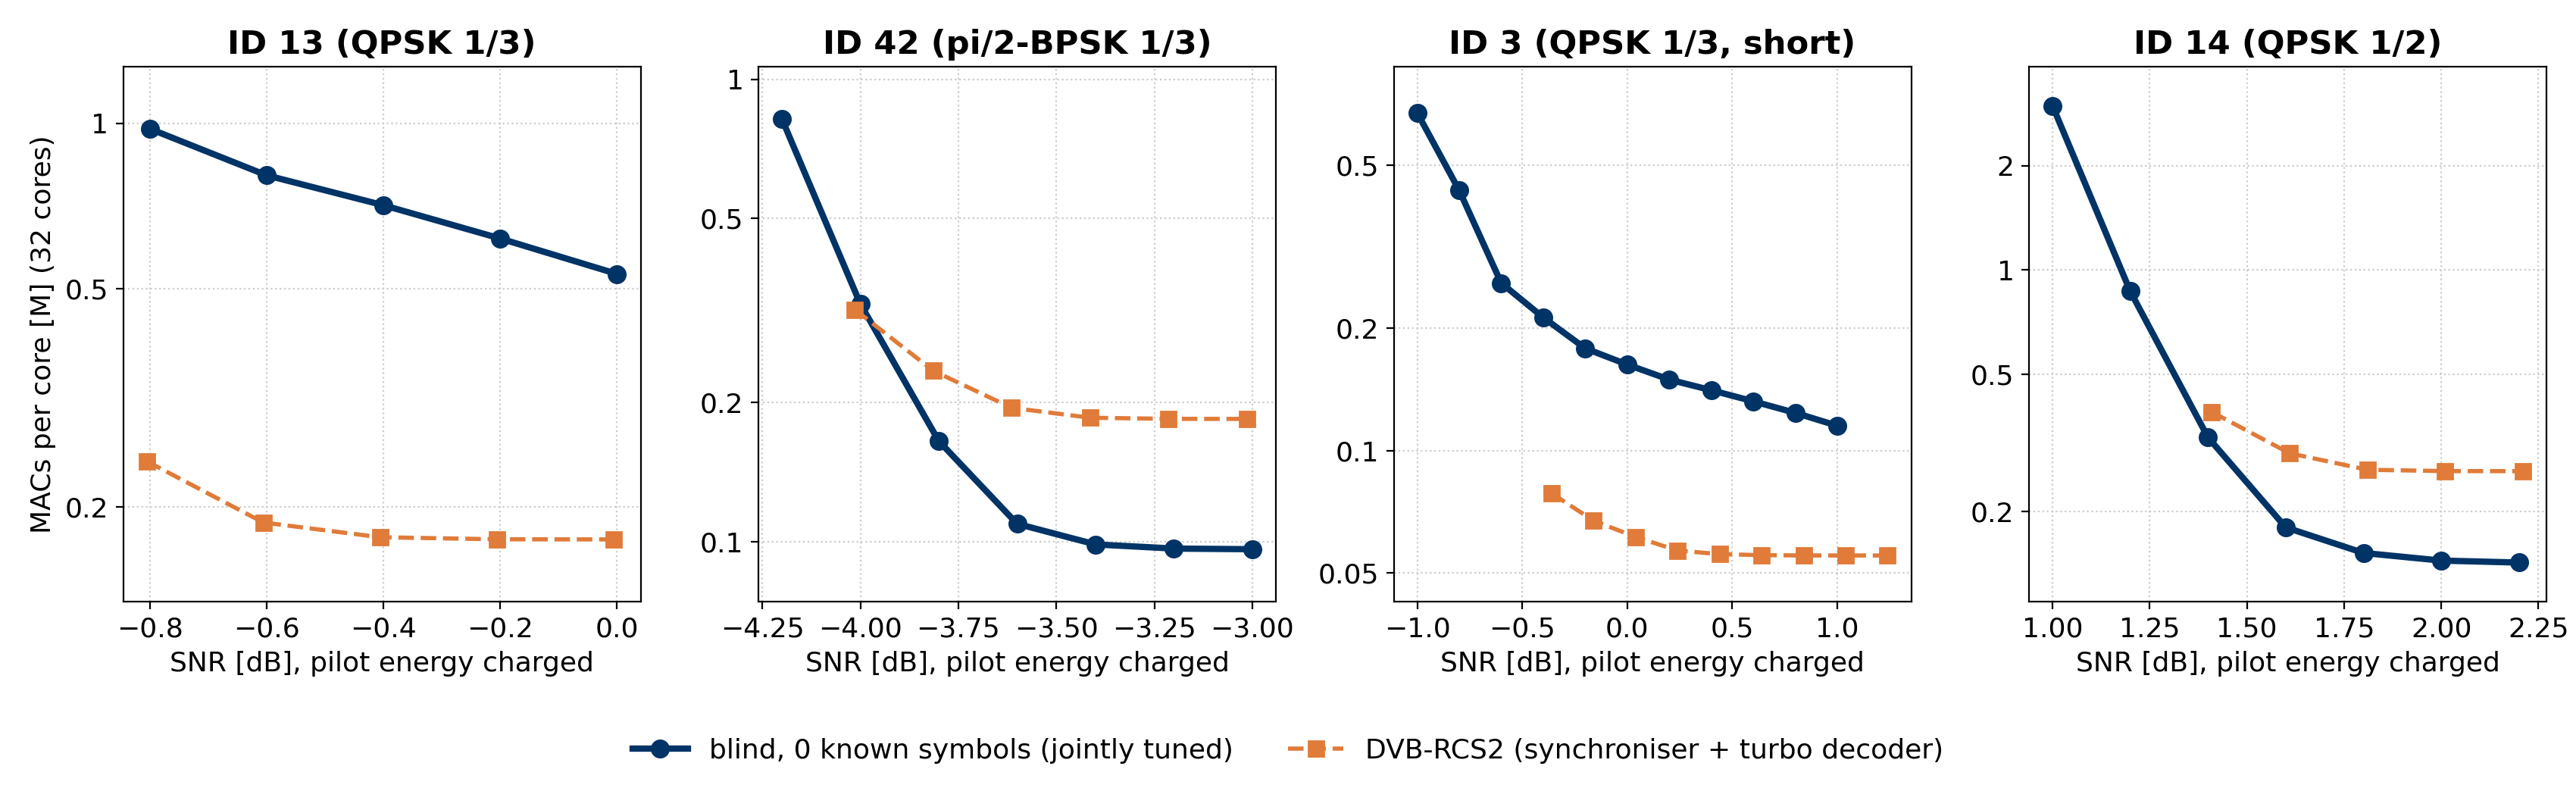 ID 13 (QPSK 1/3)
ID 42 (pi/2-BPSK 1/3)
ID 3 (QPSK 1/3, short)
ID 14 (QPSK 1/2)
MACs per core [M] (32 cores)
1
0.5
0.2
−0.8 −0.6 −0.4 −0.2 0.0
SNR [dB], pilot energy charged
1
0.5
0.2
0.1
−4.25 −4.00 −3.75 −3.50 −3.25 −3.00
SNR [dB], pilot energy charged
0.5
0.2
0.1
0.05
−1.0 −0.5 0.0 0.5 1.0
SNR [dB], pilot energy charged
2
1
0.5
0.2
1.00 1.25 1.50 1.75 2.00 2.25
SNR [dB], pilot energy charged
blind, 0 known symbols (jointly tuned)
DVB-RCS2 (synchroniser + turbo decoder)